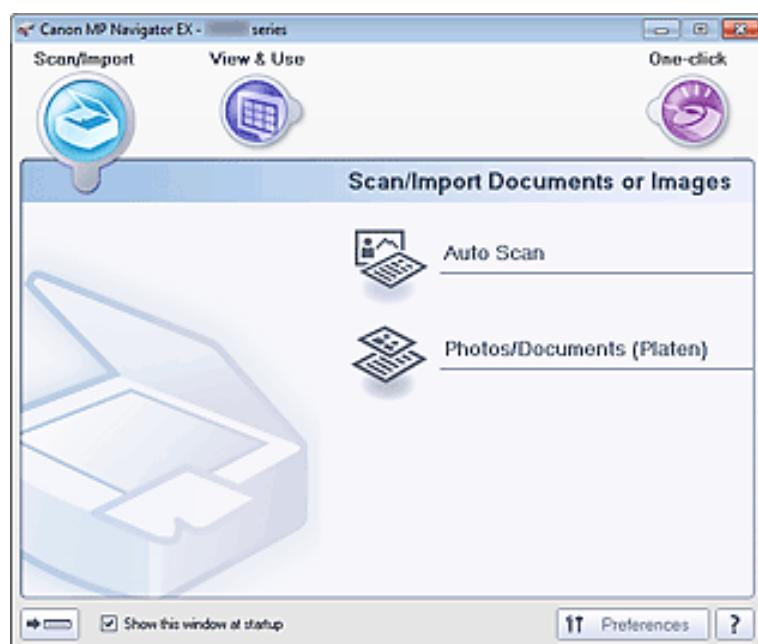 Canon MP Navigator EX - series
Scan/Import
View & Use
One-click
Scan/Import Documents or Images
Auto Scan
Photos/Documents (Platen)
Show this window at startup
Preferences
?